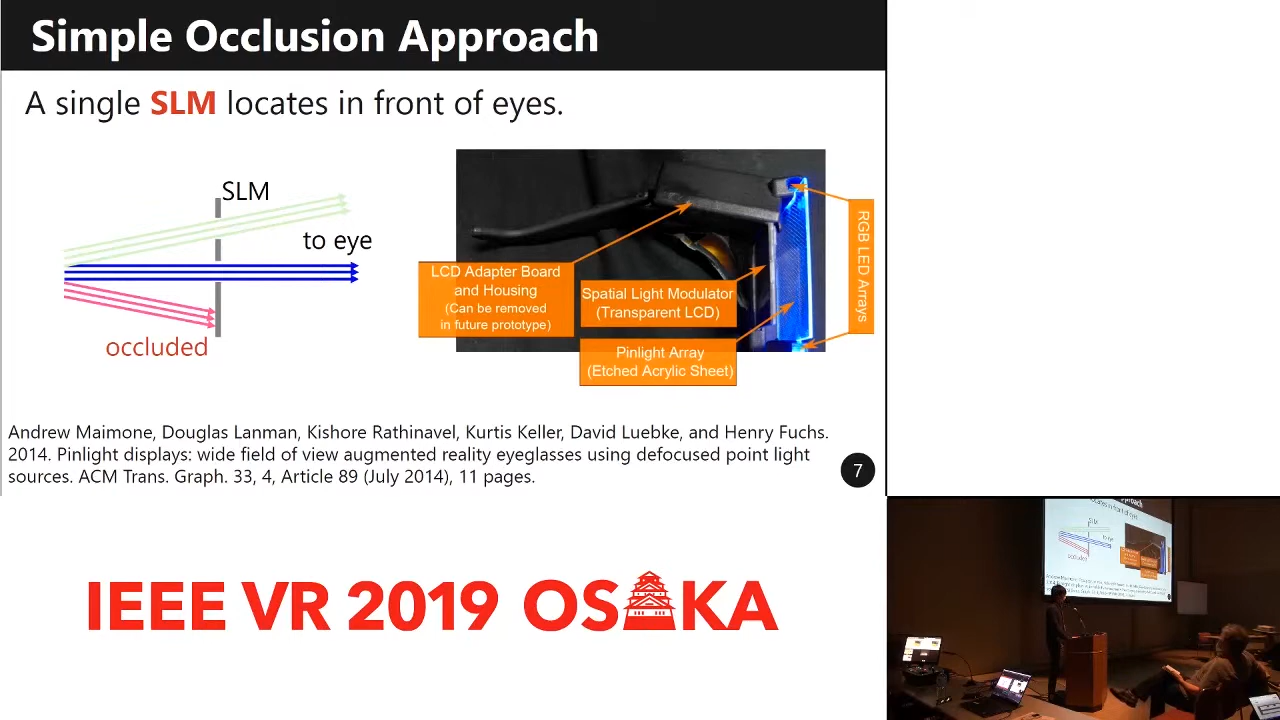 Simple Occlusion Approach
A single SLM locates in front of eyes.
SLM
to eye
occluded
LCD Adapter Board
and Housing
(Can be removed
in future prototype)
Spatial Light Modulator
(Transparent LCD)
Pinlight Array
(Etched Acrylic Sheet)
RGB LED Arrays
Andrew Maimone, Douglas Lanman, Kishore Rathinavel, Kurtis Keller, David Luebke, and Henry Fuchs.
2014. Pinlight displays: wide field of view augmented reality eyeglasses using defocused point light
sources. ACM Trans. Graph. 33, 4, Article 89 (July 2014), 11 pages.
7
IEEE VR 2019 OSAKA